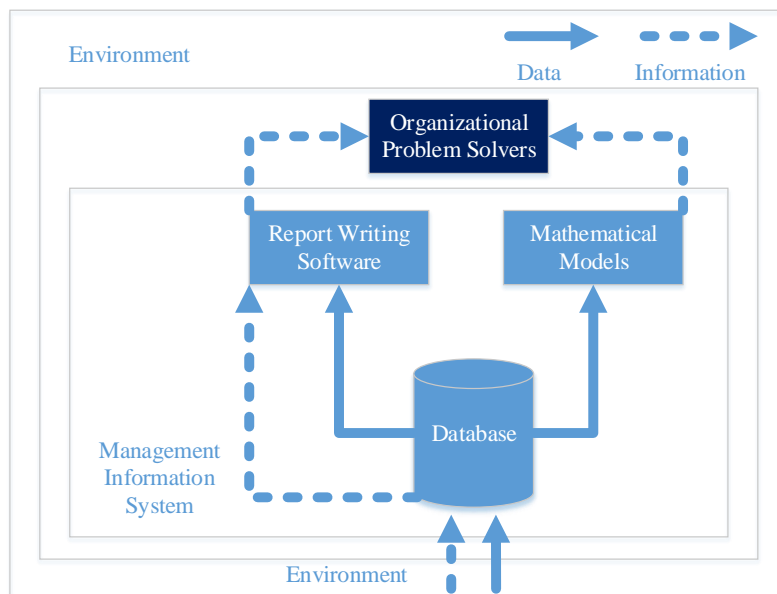 Environment
Data
Information
Organizational
Problem Solvers
Report Writing
Software
Mathematical
Models
Database
Management
Information
System
Environment